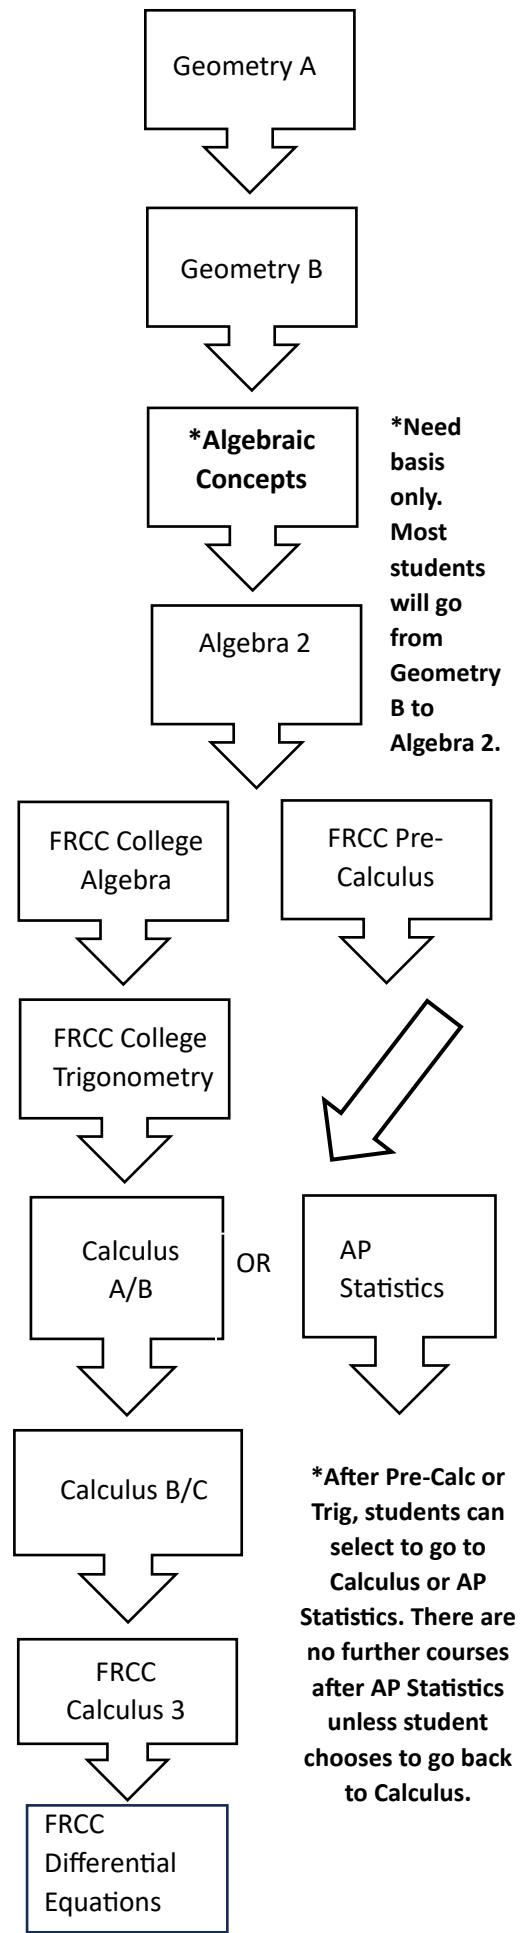 Geometry A
Geometry B
*Algebraic
Concepts
*Need
basis
only.
Most
students
will go
from
Geometry
B to
Algebra 2.
Algebra 2
FRCC College
Algebra
FRCC Pre-
Calculus
FRCC College
Trigonometry
Calculus
A/B
OR
AP
Statistics
Calculus B/C
*After Pre-Calc or
Trig, students can
select to go to
Calculus or AP
Statistics. There are
no further courses
after AP Statistics
unless student
chooses to go back
to Calculus.
FRCC
Calculus 3
FRCC
Differential
Equations